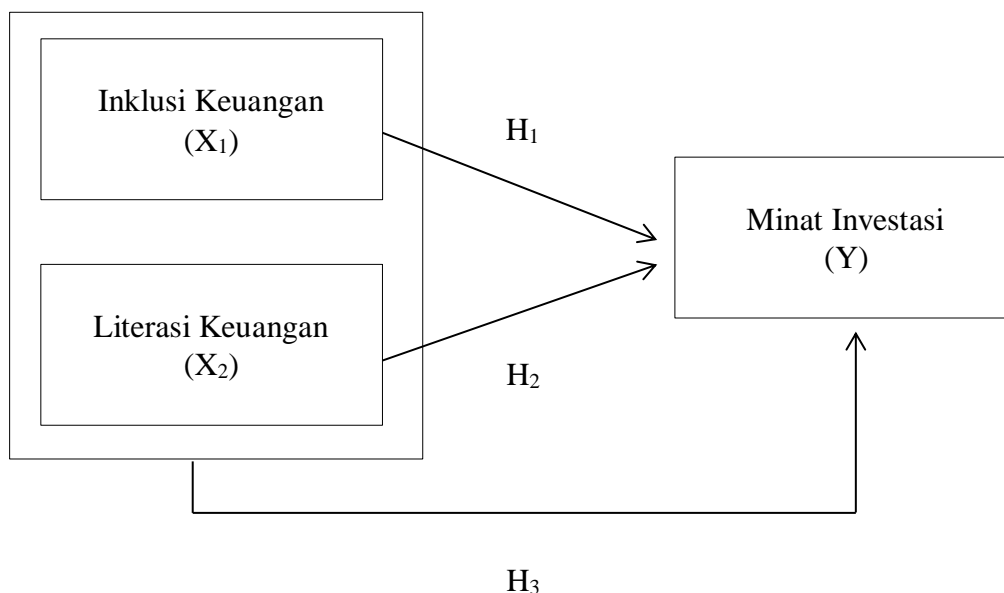 Inklusi Keuangan
(X₁)
H₁
Minat Investasi
(Y)
Literasi Keuangan
(X₂)
H₂
H₃